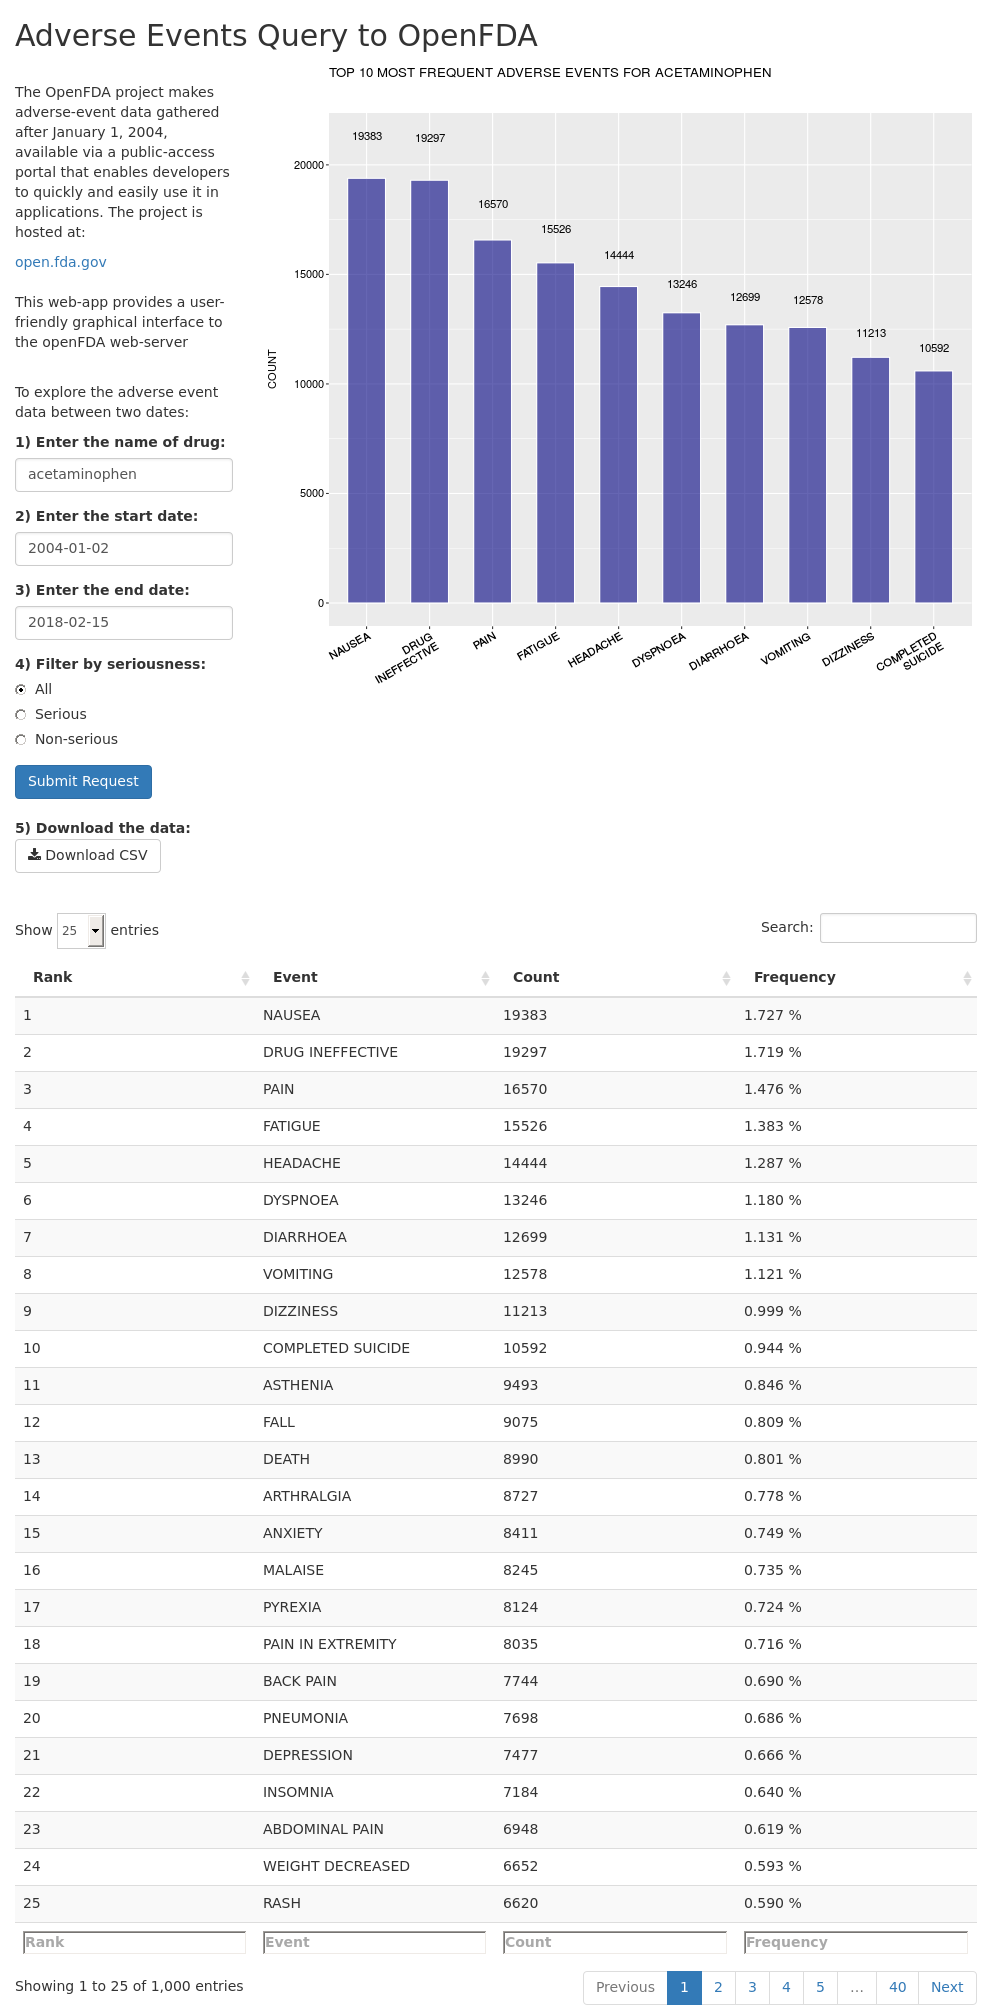 Adverse Events Query to OpenFDA
The OpenFDA project makes
adverse-event data gathered
after January 1, 2004,
available via a public-access
portal that enables developers
to quickly and easily use it in
applications. The project is
hosted at:
open.fda.gov
This web-app provides a user-
friendly graphical interface to
the openFDA web-server
To explore the adverse event
data between two dates:
1) Enter the name of drug:
acetaminophen
2) Enter the start date:
2004-01-02
3) Enter the end date:
2018-02-15
4) Filter by seriousness:
All
Serious
Non-serious
Submit Request
5) Download the data:
Download CSV
TOP 10 MOST FREQUENT ADVERSE EVENTS FOR ACETAMINOPHEN
19383
19297
16570
15526
14444
13246
12699
12578
11213
10592
20000
15000
10000
5000
0
COUNT
NAUSEA
DRUG
INEFFECTIVE
PAIN
FATIGUE
HEADACHE
DYSPNOEA
DIARRHOEA
VOMITING
DIZZINESS
COMPLETED
SUICIDE
Show 25 entries
Search:
Rank Event Count Frequency
1 NAUSEA 19383 1.727 %
2 DRUG INEFFECTIVE 19297 1.719 %
3 PAIN 16570 1.476 %
4 FATIGUE 15526 1.383 %
5 HEADACHE 14444 1.287 %
6 DYSPNOEA 13246 1.180 %
7 DIARRHOEA 12699 1.131 %
8 VOMITING 12578 1.121 %
9 DIZZINESS 11213 0.999 %
10 COMPLETED SUICIDE 10592 0.944 %
11 ASTHENIA 9493 0.846 %
12 FALL 9075 0.809 %
13 DEATH 8990 0.801 %
14 ARTHRALGIA 8727 0.778 %
15 ANXIETY 8411 0.749 %
16 MALAISE 8245 0.735 %
17 PYREXIA 8124 0.724 %
18 PAIN IN EXTREMITY 8035 0.716 %
19 BACK PAIN 7744 0.690 %
20 PNEUMONIA 7698 0.686 %
21 DEPRESSION 7477 0.666 %
22 INSOMNIA 7184 0.640 %
23 ABDOMINAL PAIN 6948 0.619 %
24 WEIGHT DECREASED 6652 0.593 %
25 RASH 6620 0.590 %
Rank Event Count Frequency
Showing 1 to 25 of 1,000 entries
Previous 1 2 3 4 5 … 40 Next